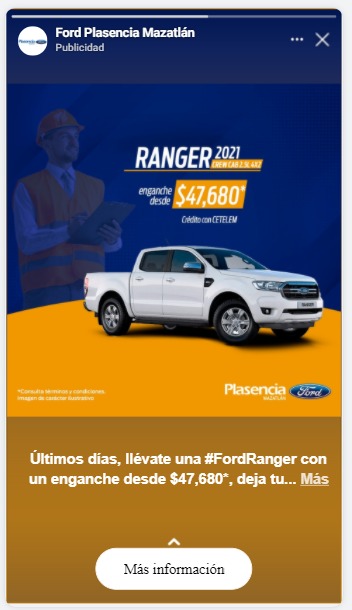 Ford Plasencia Mazatlán
Publicidad
RANGER 2021
CREW CAB 2.5L 4X2
enganche
desde $47,680*
Crédito con CETELEM
*Consulta términos y condiciones.
Imagen de carácter ilustrativo
Plasencia Ford
MAZATLÁN
Últimos días, llévate una #FordRanger con
un enganche desde $47,680*, deja tu... Más
Más información